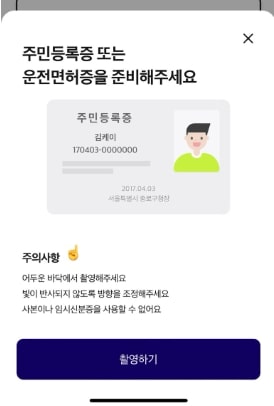 주민등록증 또는
운전면허증을 준비해주세요
주민등록증
김케이
170403-0000000
2017.04.03
서울특별시 종로구청장
주의사항
어두운 바닥에서 촬영해주세요
빛이 반사되지 않도록 방향을 조정해주세요
사본이나 임시신분증을 사용할 수 없어요
촬영하기